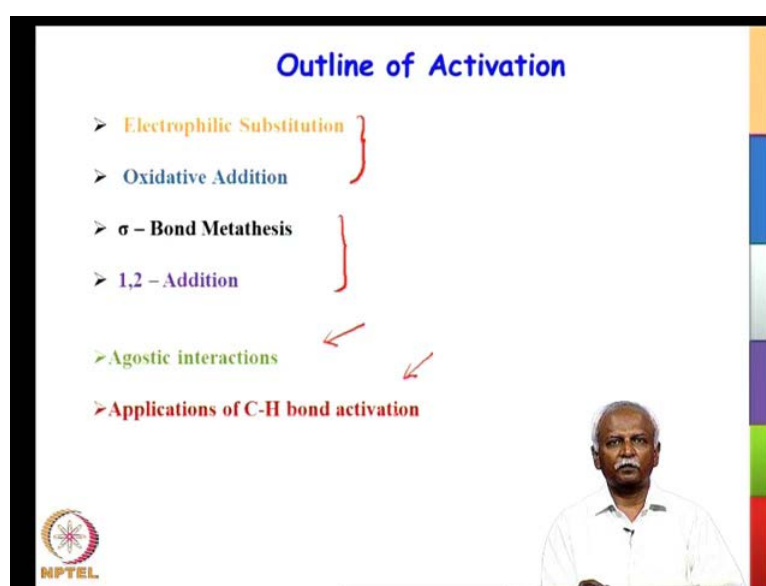 Outline of Activation
➢ Electrophilic Substitution
➢ Oxidative Addition
➢ σ – Bond Metathesis
➢ 1,2 – Addition
➢Agostic interactions
➢Applications of C-H bond activation
NPTEL